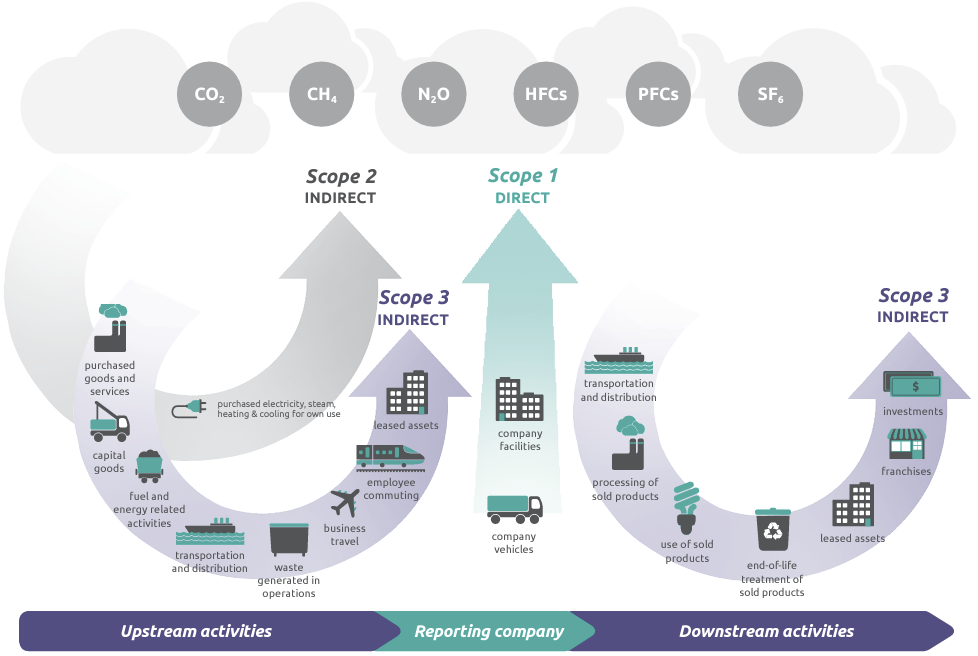 CO₂
CH₄
N₂O
HFCs
PFCs
SF₆
Scope 2
INDIRECT
Scope 1
DIRECT
Scope 3
INDIRECT
Scope 3
INDIRECT
purchased
goods and
services
capital
goods
fuel and
energy related
activities
transportation
and distribution
waste
generated in
operations
business
travel
employee
commuting
leased assets
purchased electricity, steam,
heating & cooling for own use
company
facilities
company
vehicles
transportation
and distribution
processing of
sold products
use of sold
products
end-of-life
treatment of
sold products
leased assets
franchises
$
investments
Upstream activities
Reporting company
Downstream activities